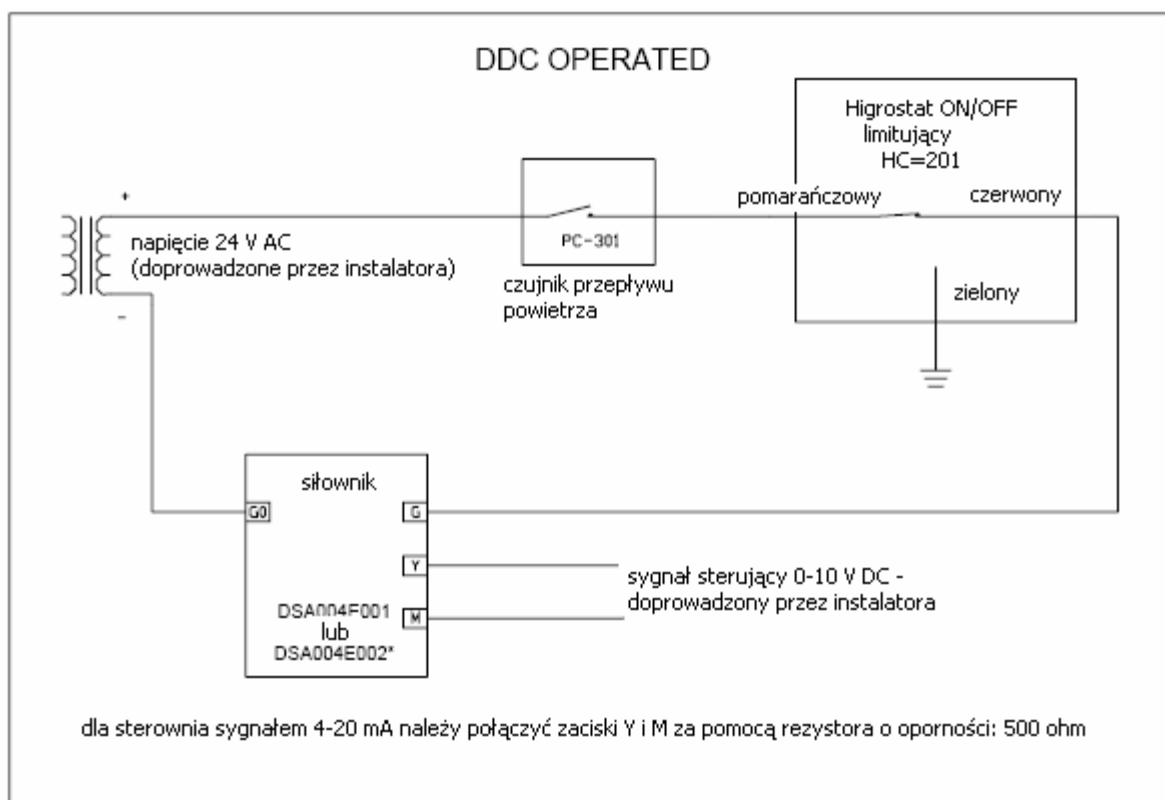 DDC OPERATED
Higrostat ON/OFF
limitujący
HC=201
pomarańczowy
czerwony
+
PC-301
napięcie 24 V AC
(doprowadzone przez instalatora)
czujnik przepływu
powietrza
zielony
-
siłownik
G0
G
Y
sygnał sterujący 0-10 V DC -
doprowadzony przez instalatora
M
DSA004E001
lub
DSA004E002*
dla sterownia sygnałem 4-20 mA należy połączyć zaciski Y i M za pomocą rezystora o oporności: 500 ohm